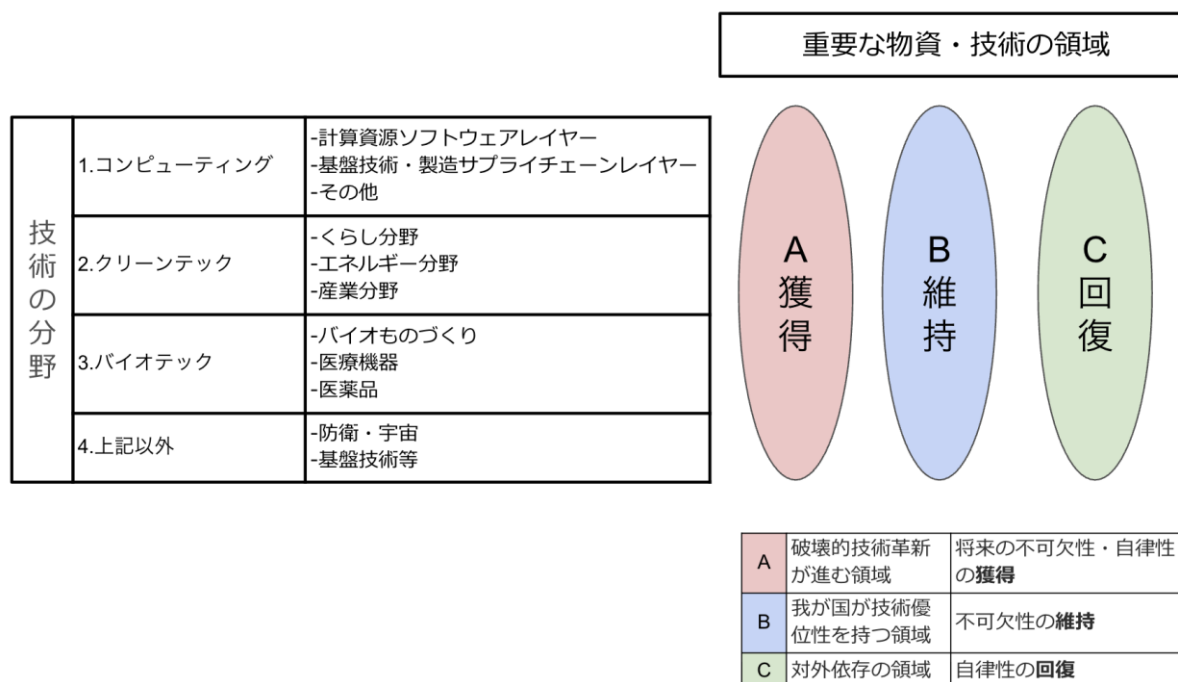 重要な物資・技術の領域
技術の分野
1.コンピューティング
-計算資源ソフトウェアレイヤー
-基盤技術・製造サプライチェーンレイヤー
-その他
2.クリーンテック
-くらし分野
-エネルギー分野
-産業分野
3.バイオテック
-バイオものづくり
-医療機器
-医薬品
4.上記以外
-防衛・宇宙
-基盤技術等
A
獲得
B
維持
C
回復
A
破壊的技術革新
が進む領域
将来の不可欠性・自律性
の獲得
B
我が国が技術優
位性を持つ領域
不可欠性の維持
C
対外依存の領域
自律性の回復